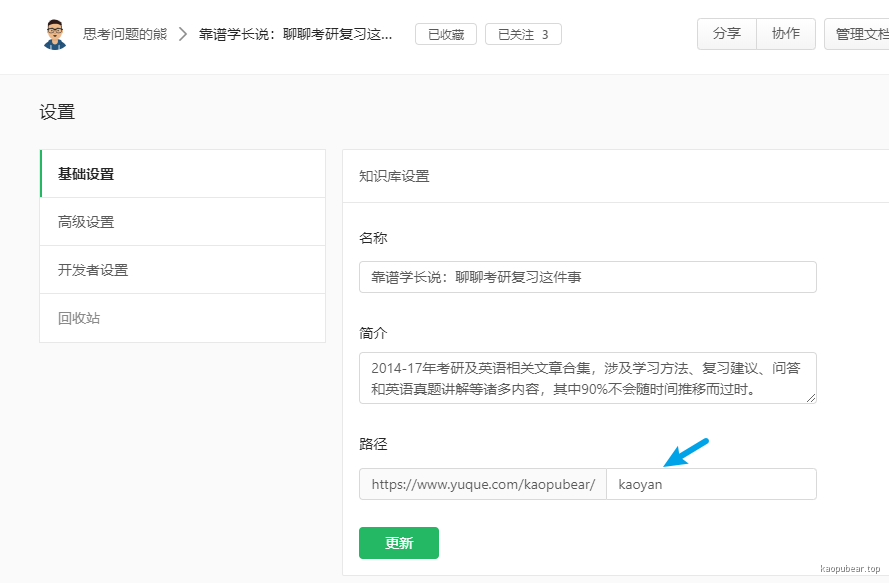 思考问题的熊 > 靠谱学长说：聊聊考研复习这... 已收藏 已关注 3 分享 协作 管理文档
设置
基础设置
高级设置
开发者设置
回收站
知识库设置
名称
靠谱学长说：聊聊考研复习这件事
简介
2014-17年考研及英语相关文章合集，涉及学习方法、复习建议、问答
和英语真题讲解等诸多内容，其中90%不会随时间推移而过时。
路径
https://www.yuque.com/kaopubear/ kaoyan
更新
kaopubear.top